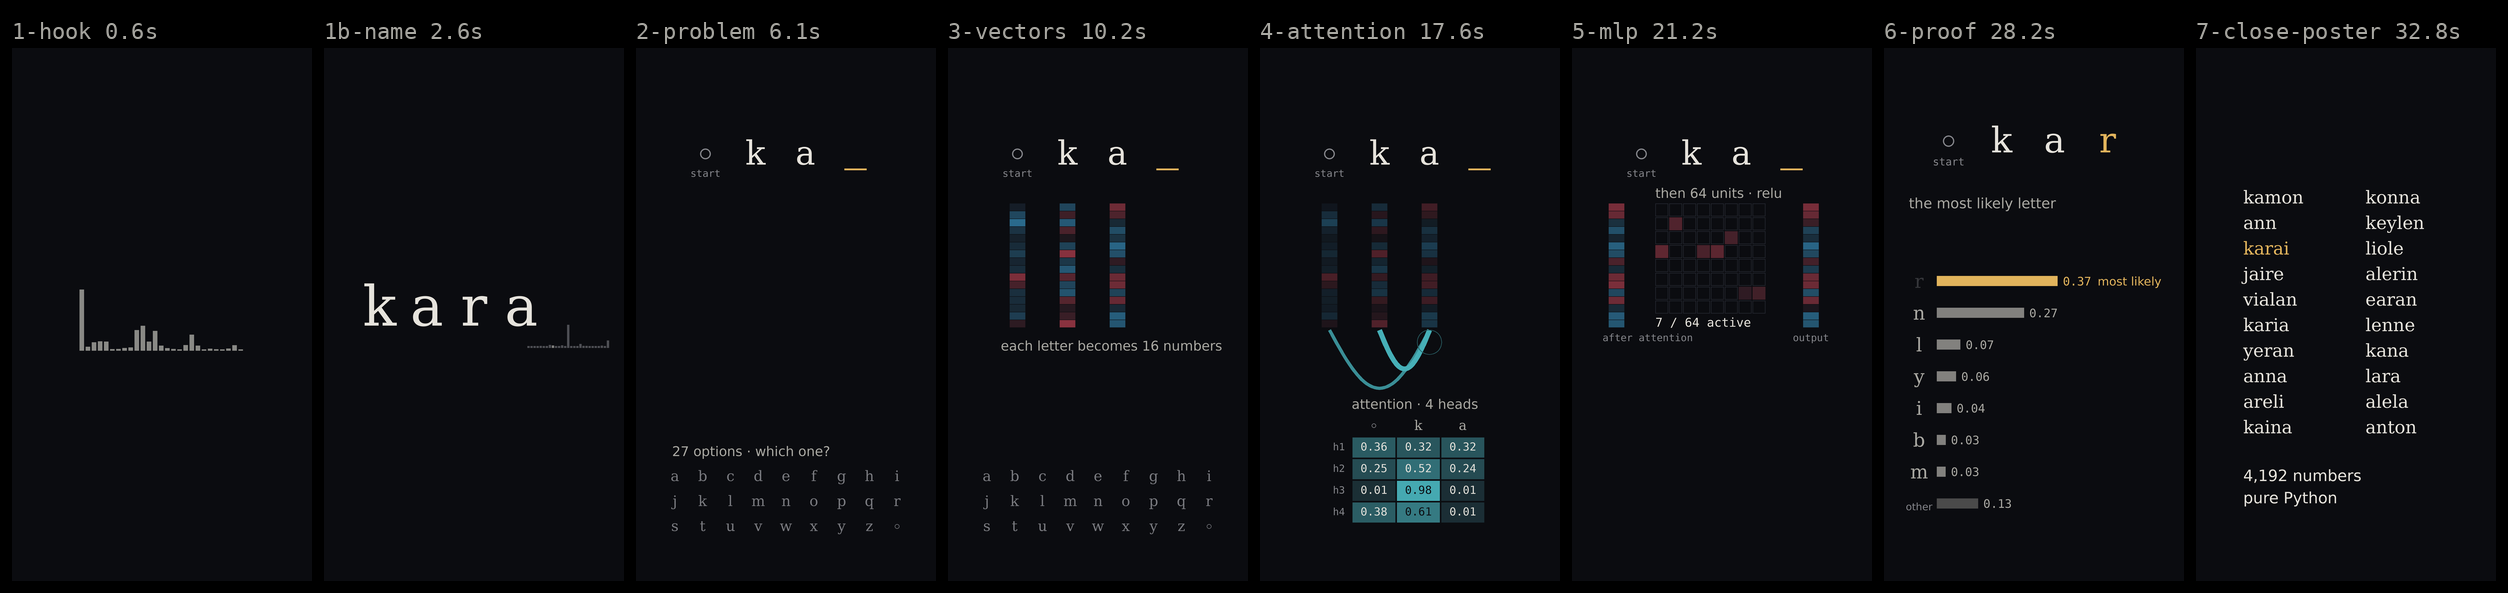 1-hook 0.6s
1b-name 2.6s
2-problem 6.1s
3-vectors 10.2s
4-attention 17.6s
5-mlp 21.2s
6-proof 28.2s
7-close-poster 32.8s
k a r a
k a _
start
27 options · which one?
a b c d e f g h i
j k l m n o p q r
s t u v w x y z ◦
k a _
start
each letter becomes 16 numbers
a b c d e f g h i
j k l m n o p q r
s t u v w x y z ◦
k a _
start
attention · 4 heads
◦ k a
h1 0.36 0.32 0.32
h2 0.25 0.52 0.24
h3 0.01 0.98 0.01
h4 0.38 0.61 0.01
k a _
start
then 64 units · relu
7 / 64 active
after attention
output
k a r
start
the most likely letter
r 0.37 most likely
n 0.27
l 0.07
y 0.06
i 0.04
b 0.03
m 0.03
other 0.13
kamon konna
ann keylen
karai liole
jaire alerin
vialan earan
karia lenne
yeran kana
anna lara
areli alela
kaina anton
4,192 numbers
pure Python